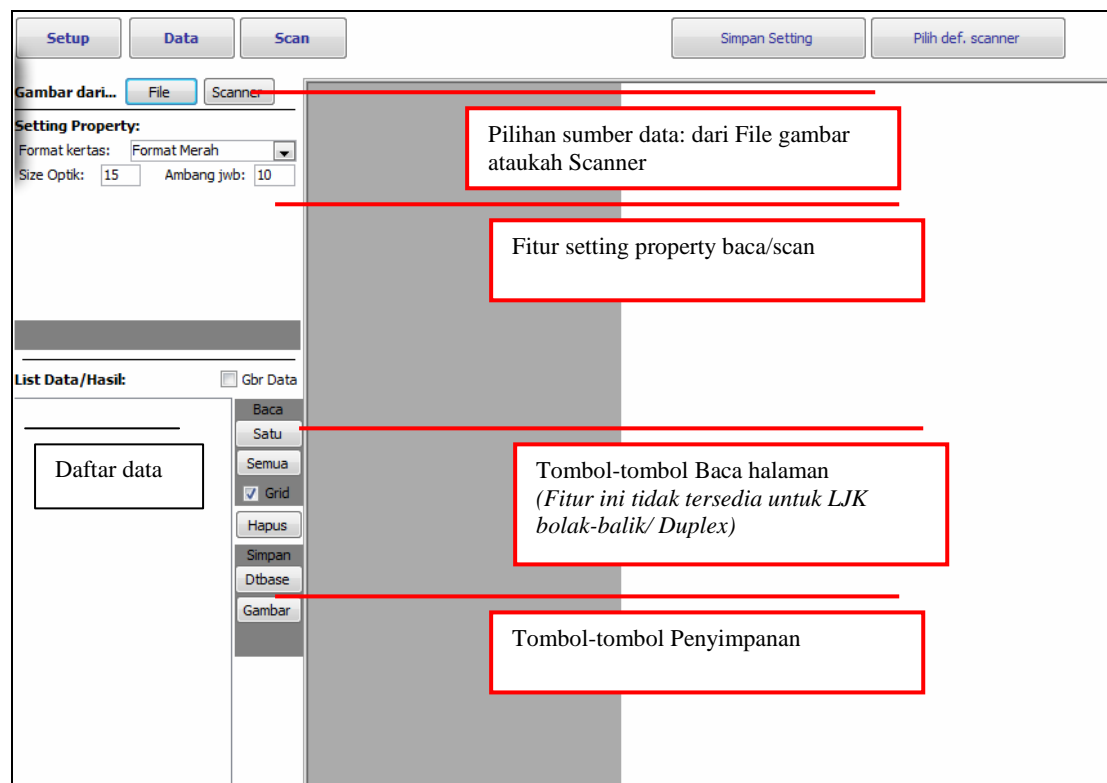 Setup Data Scan Simpan Setting Pilih def. scanner
Gambar dari... File Scanner
Setting Property:
Format kertas: Format Merah
Size Optik: 15 Ambang jwb: 10
Pilihan sumber data: dari File gambar
ataukah Scanner
Fitur setting property baca/scan
List Data/Hasil: Gbr Data
Baca
Satu
Semua
Grid
Hapus
Simpan
Dtbase
Gambar
Daftar data
Tombol-tombol Baca halaman
(Fitur ini tidak tersedia untuk LJK
bolak-balik/ Duplex)
Tombol-tombol Penyimpanan